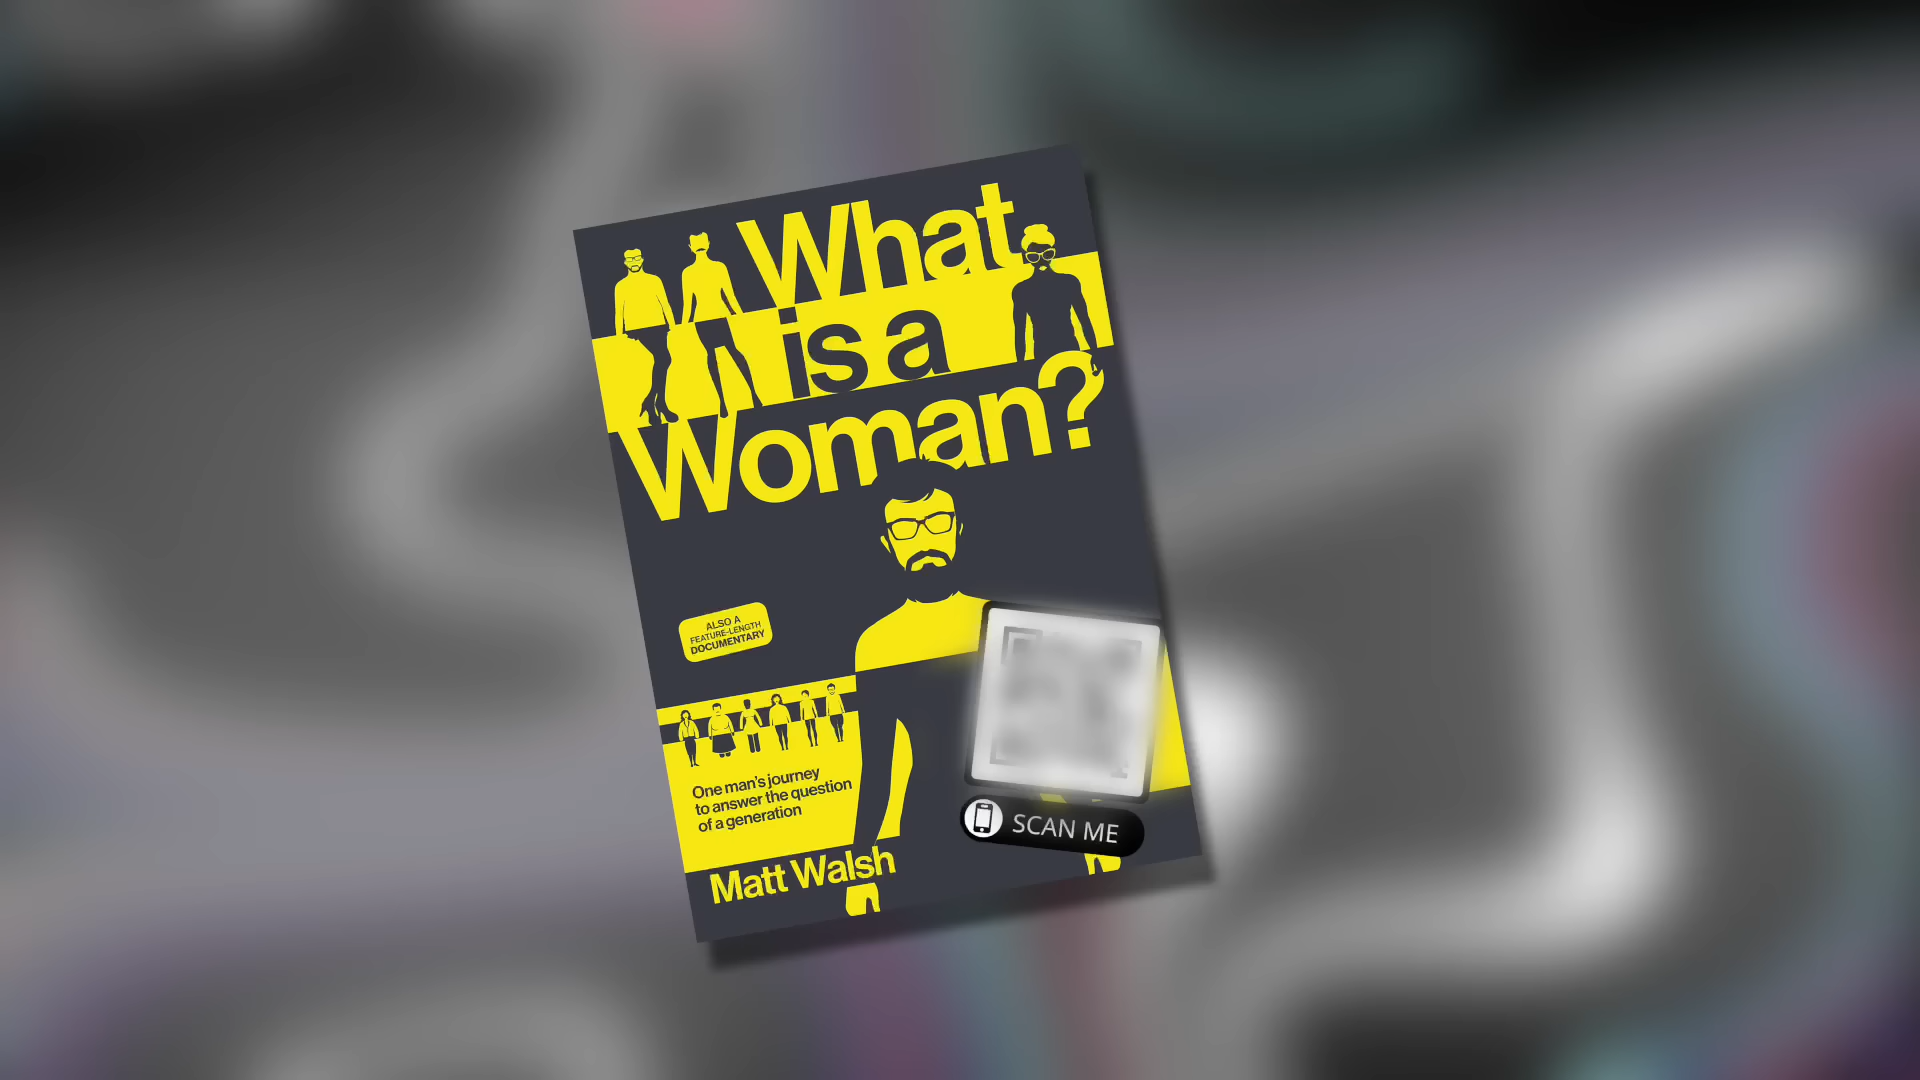 What
is a
Woman?
ALSO A
FEATURE-LENGTH
DOCUMENTARY
One man's journey
to answer the question
of a generation
Matt Walsh
SCAN ME